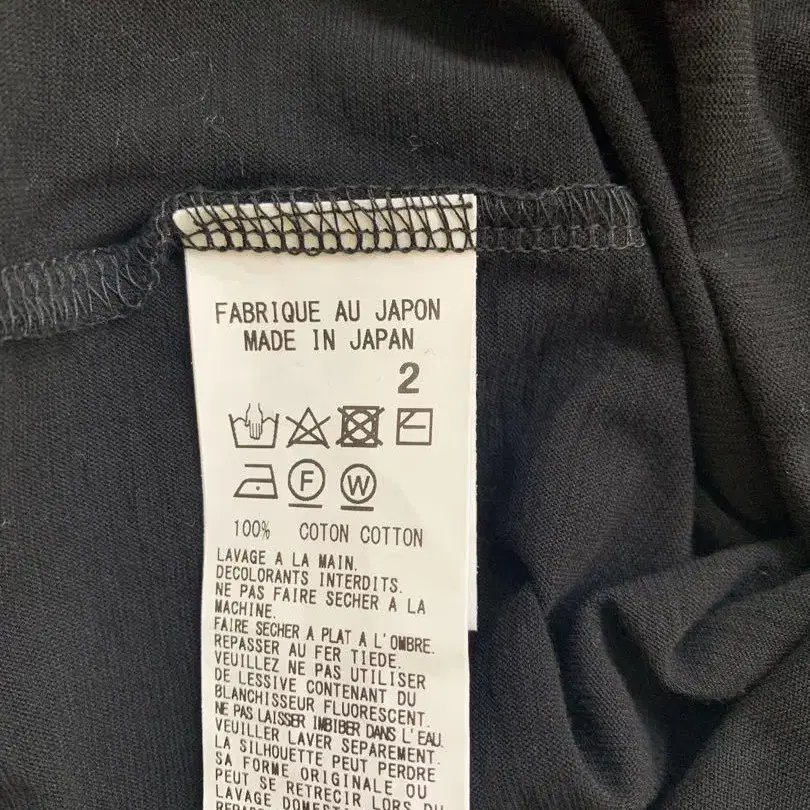 FABRIQUE AU JAPON
MADE IN JAPAN
2
F W
100% COTON COTTON
LAVAGE A LA MAIN.
DECOLORANTS INTERDITS.
NE PAS FAIRE SECHER A LA
MACHINE.
FAIRE SECHER A PLAT A L'OMBRE.
REPASSER AU FER TIEDE.
VEUILLEZ NE PAS UTILISER
DE LESSIVE CONTENANT DU
BLANCHISSEUR FLUORESCENT.
NE PAS LAISSER IMBIBER DANS L'EAU.
VEUILLER LAVER SEPAREMENT.
LA SILHOUETTE PEUT PERDRE
SA FORME ORIGINALE OU
PEUT SE RETRECIR LORS DU
LAVAGE